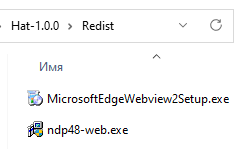 Hat-1.0.0 > Redist >
Имя
MicrosoftEdgeWebview2Setup.exe
ndp48-web.exe